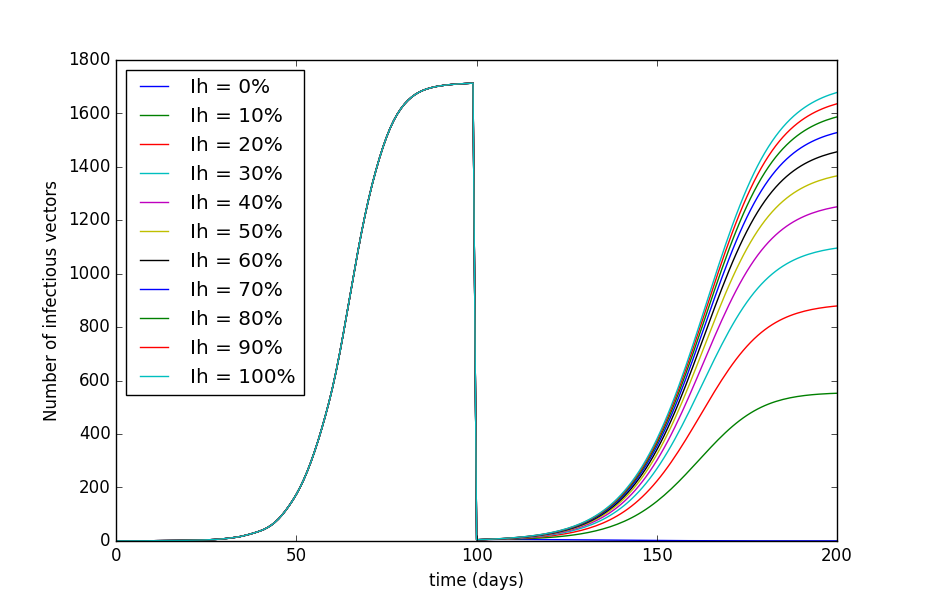 1800
1600
1400
1200
1000
800
600
400
200
0
Number of infectious vectors
Ih = 0%
Ih = 10%
Ih = 20%
Ih = 30%
Ih = 40%
Ih = 50%
Ih = 60%
Ih = 70%
Ih = 80%
Ih = 90%
Ih = 100%
0 50 100 150 200
time (days)